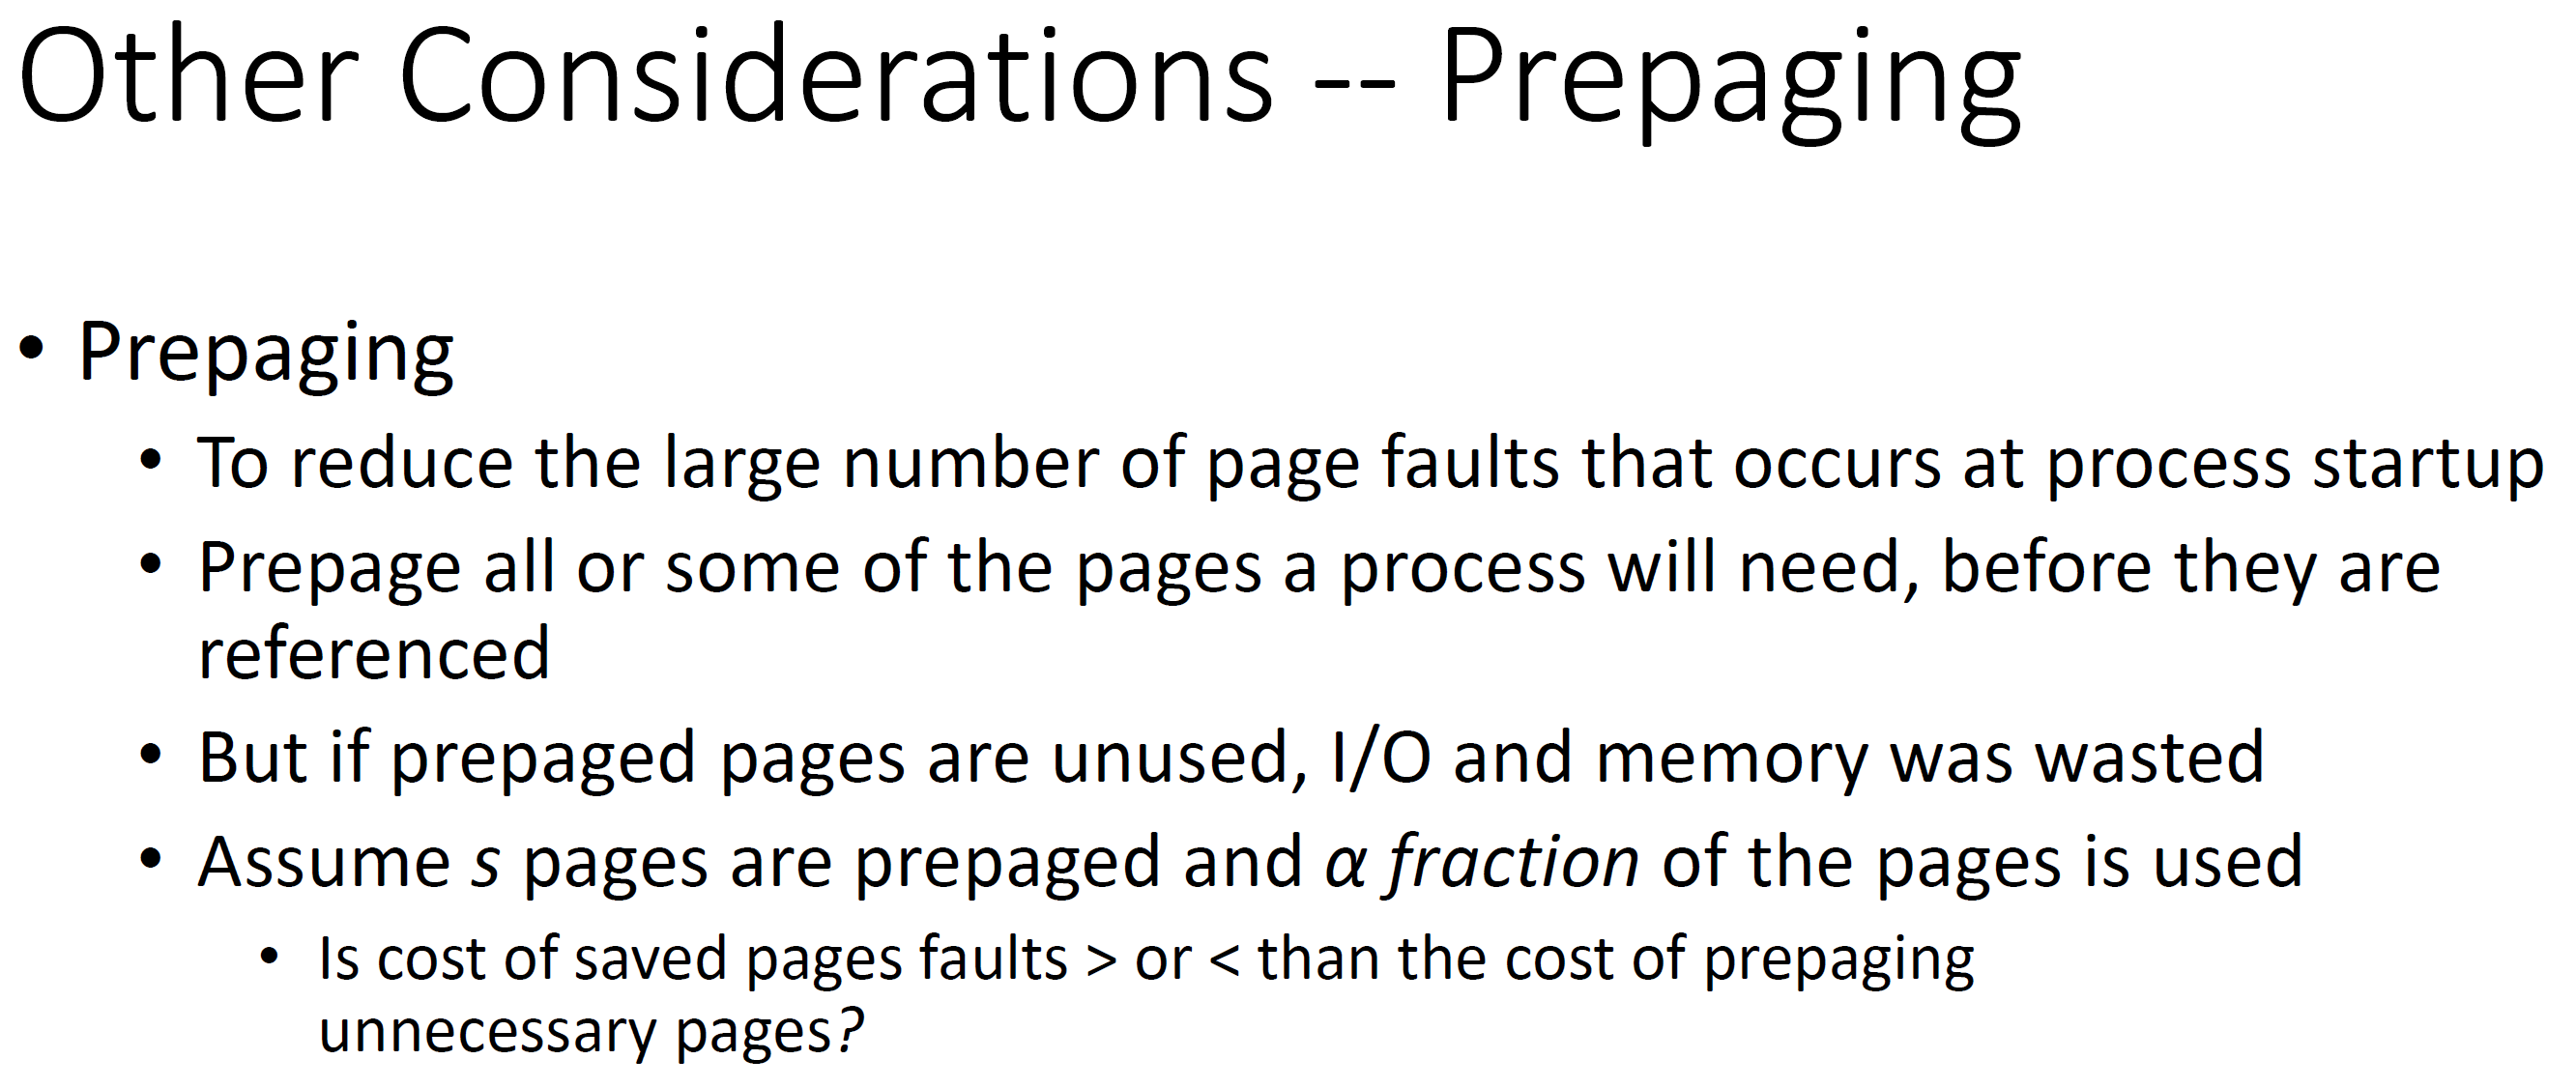 Other Considerations -- Prepaging
• Prepaging
• To reduce the large number of page faults that occurs at process startup
• Prepage all or some of the pages a process will need, before they are
referenced
• But if prepaged pages are unused, I/O and memory was wasted
• Assume s pages are prepaged and α fraction of the pages is used
• Is cost of saved pages faults > or < than the cost of prepaging
unnecessary pages?